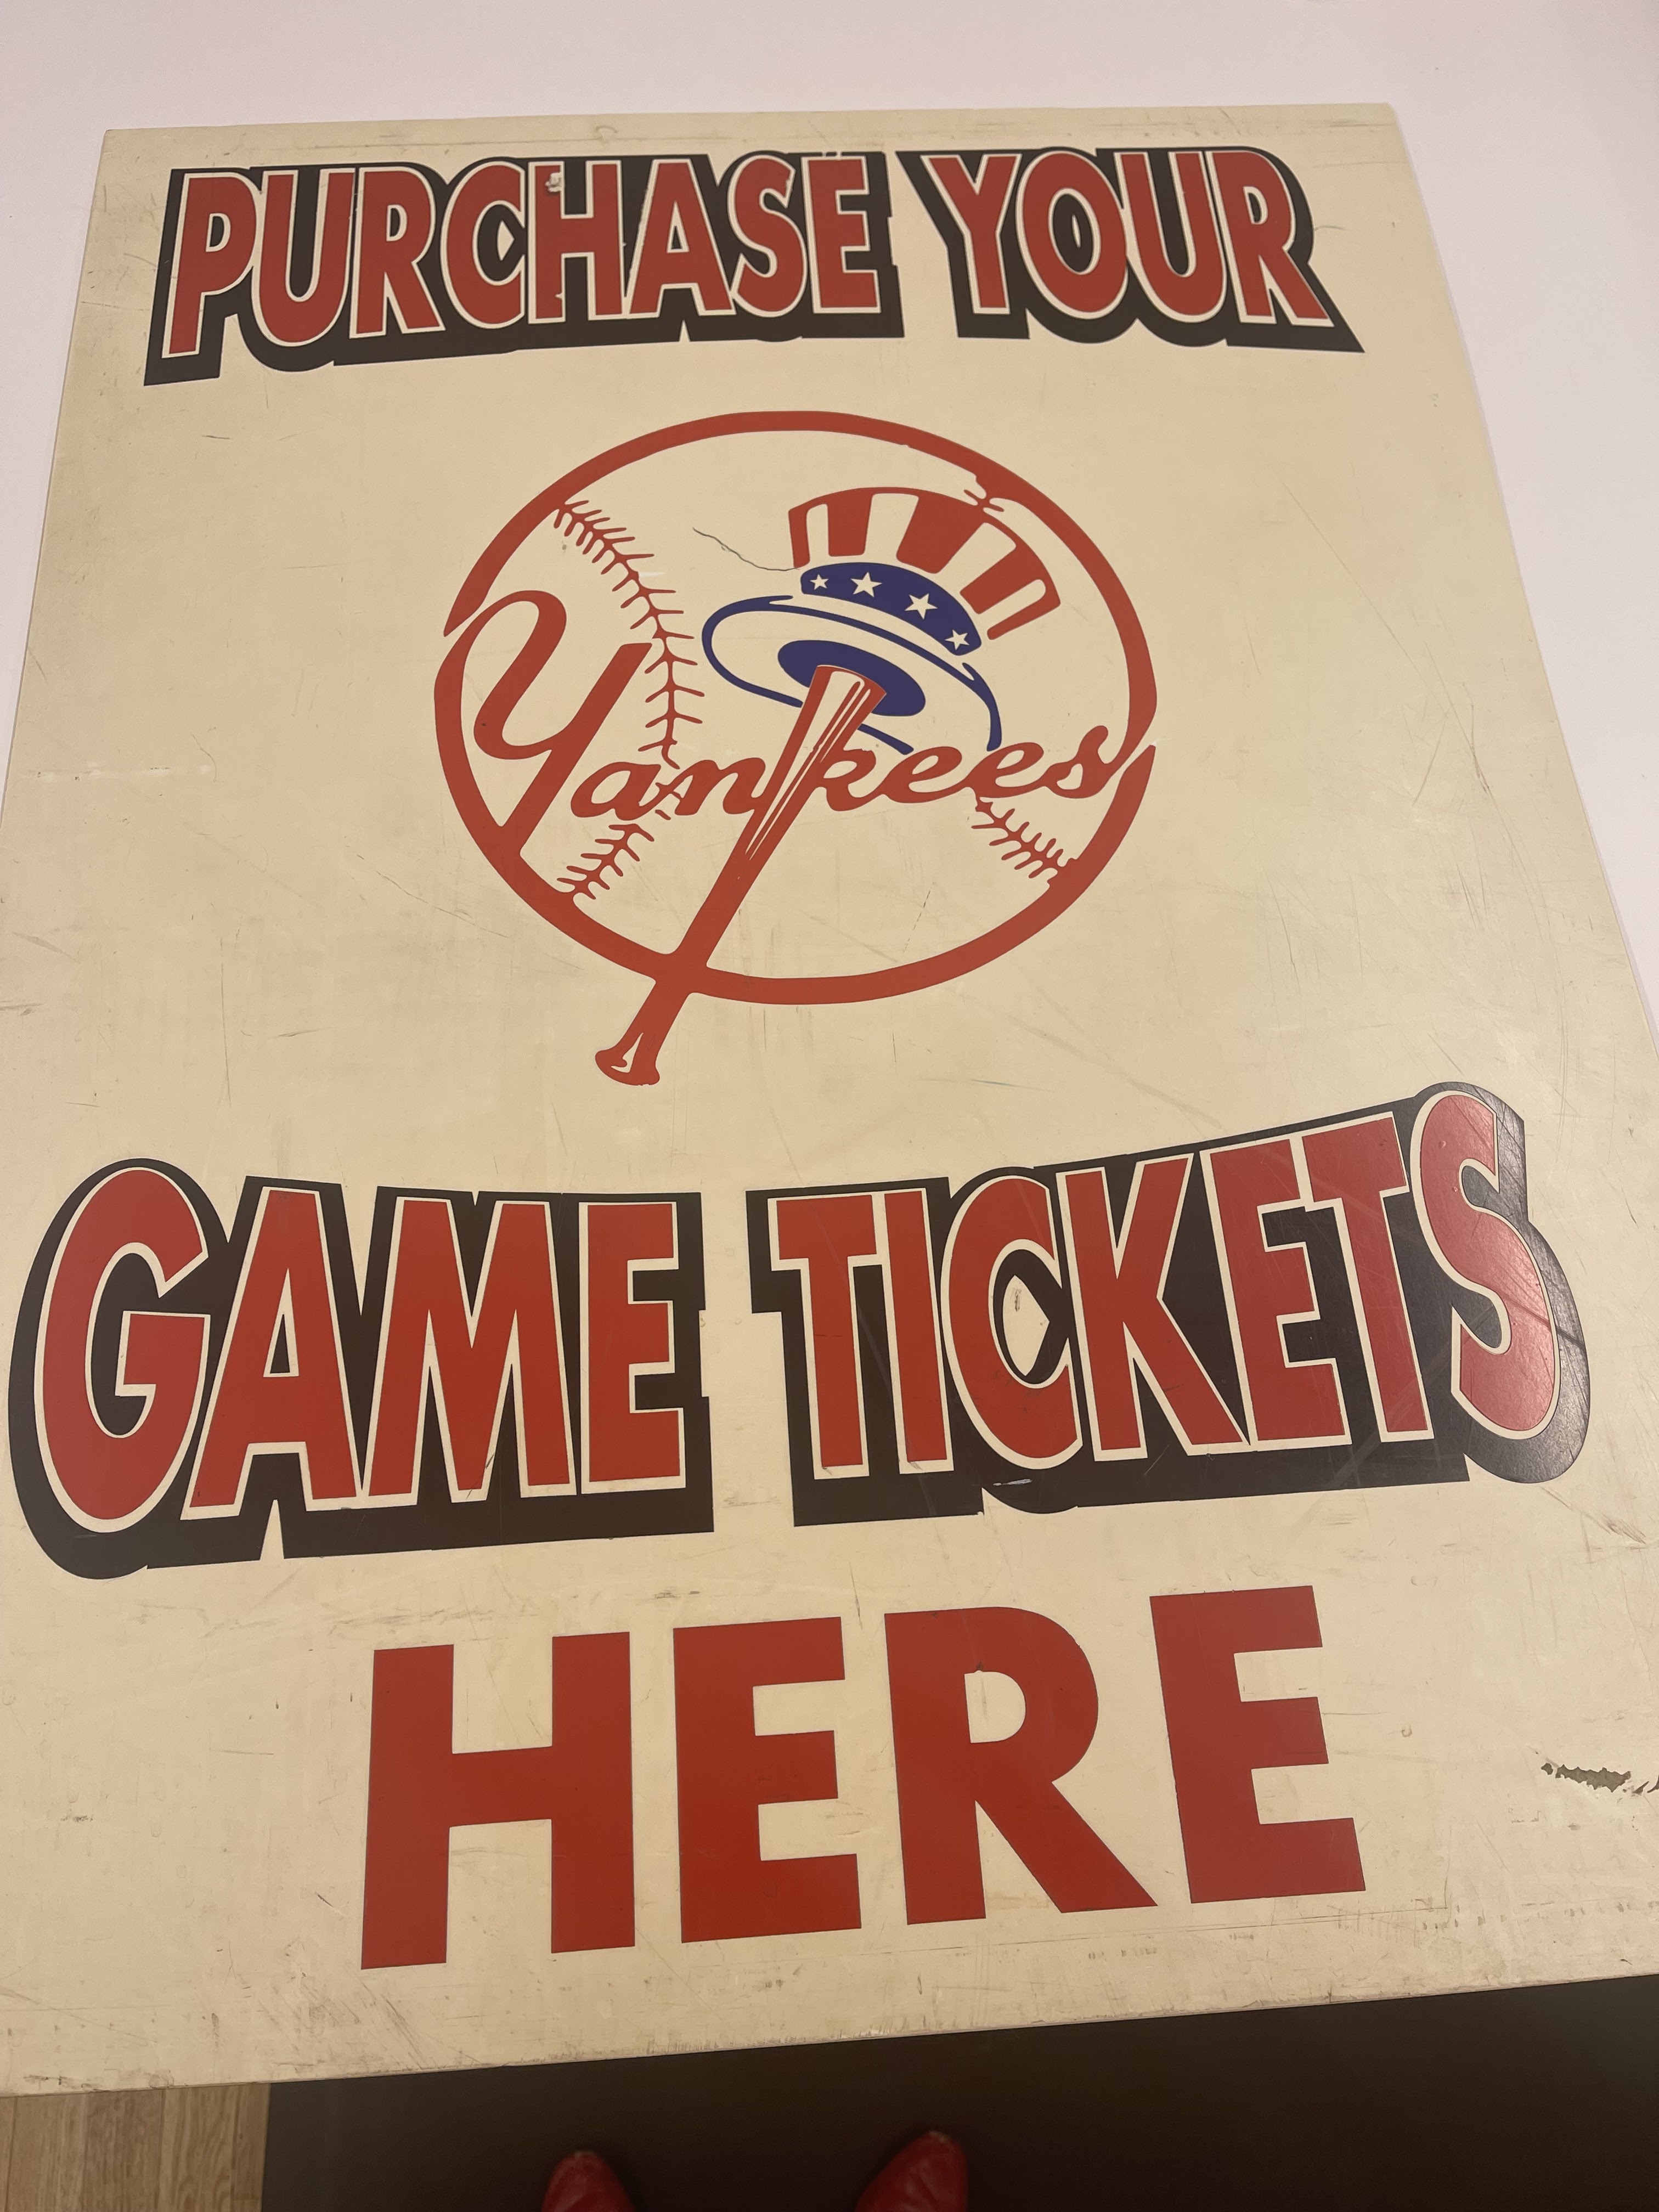 PURCHASE YOUR
Yankees
GAME TICKETS
HERE